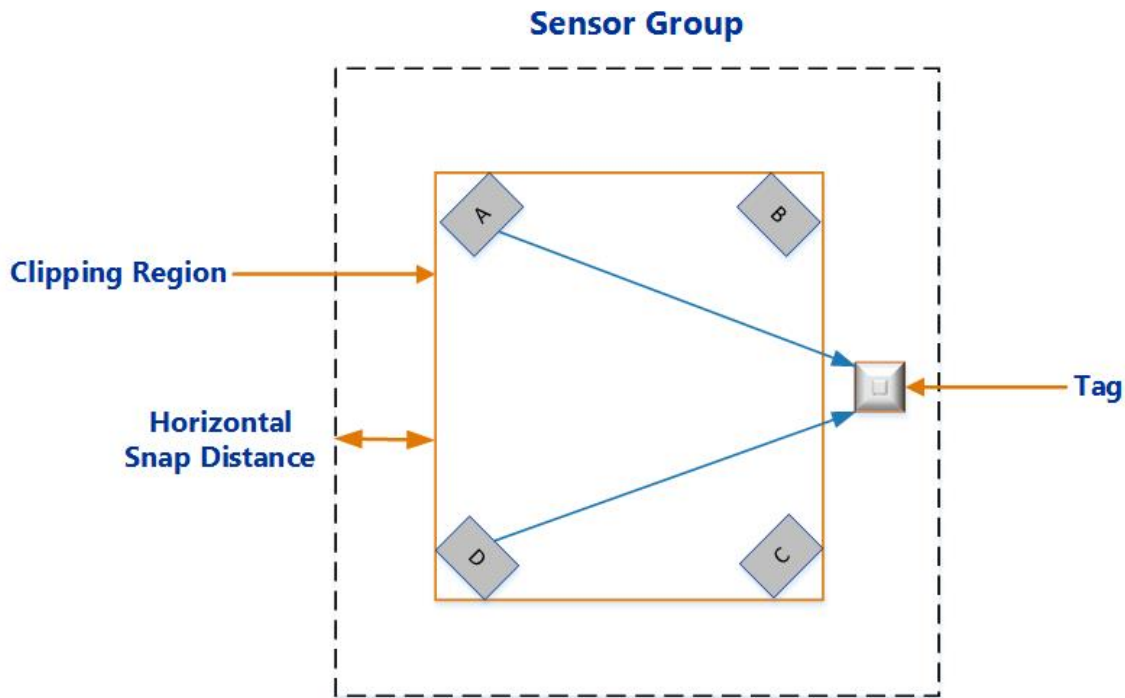 Sensor Group
A
B
Clipping Region
Tag
Horizontal
Snap Distance
D
C